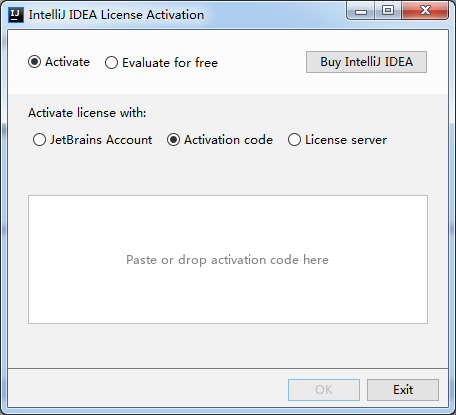 IJ IntelliJ IDEA License Activation
Activate Evaluate for free Buy IntelliJ IDEA
Activate license with:
JetBrains Account Activation code License server
Paste or drop activation code here
OK Exit